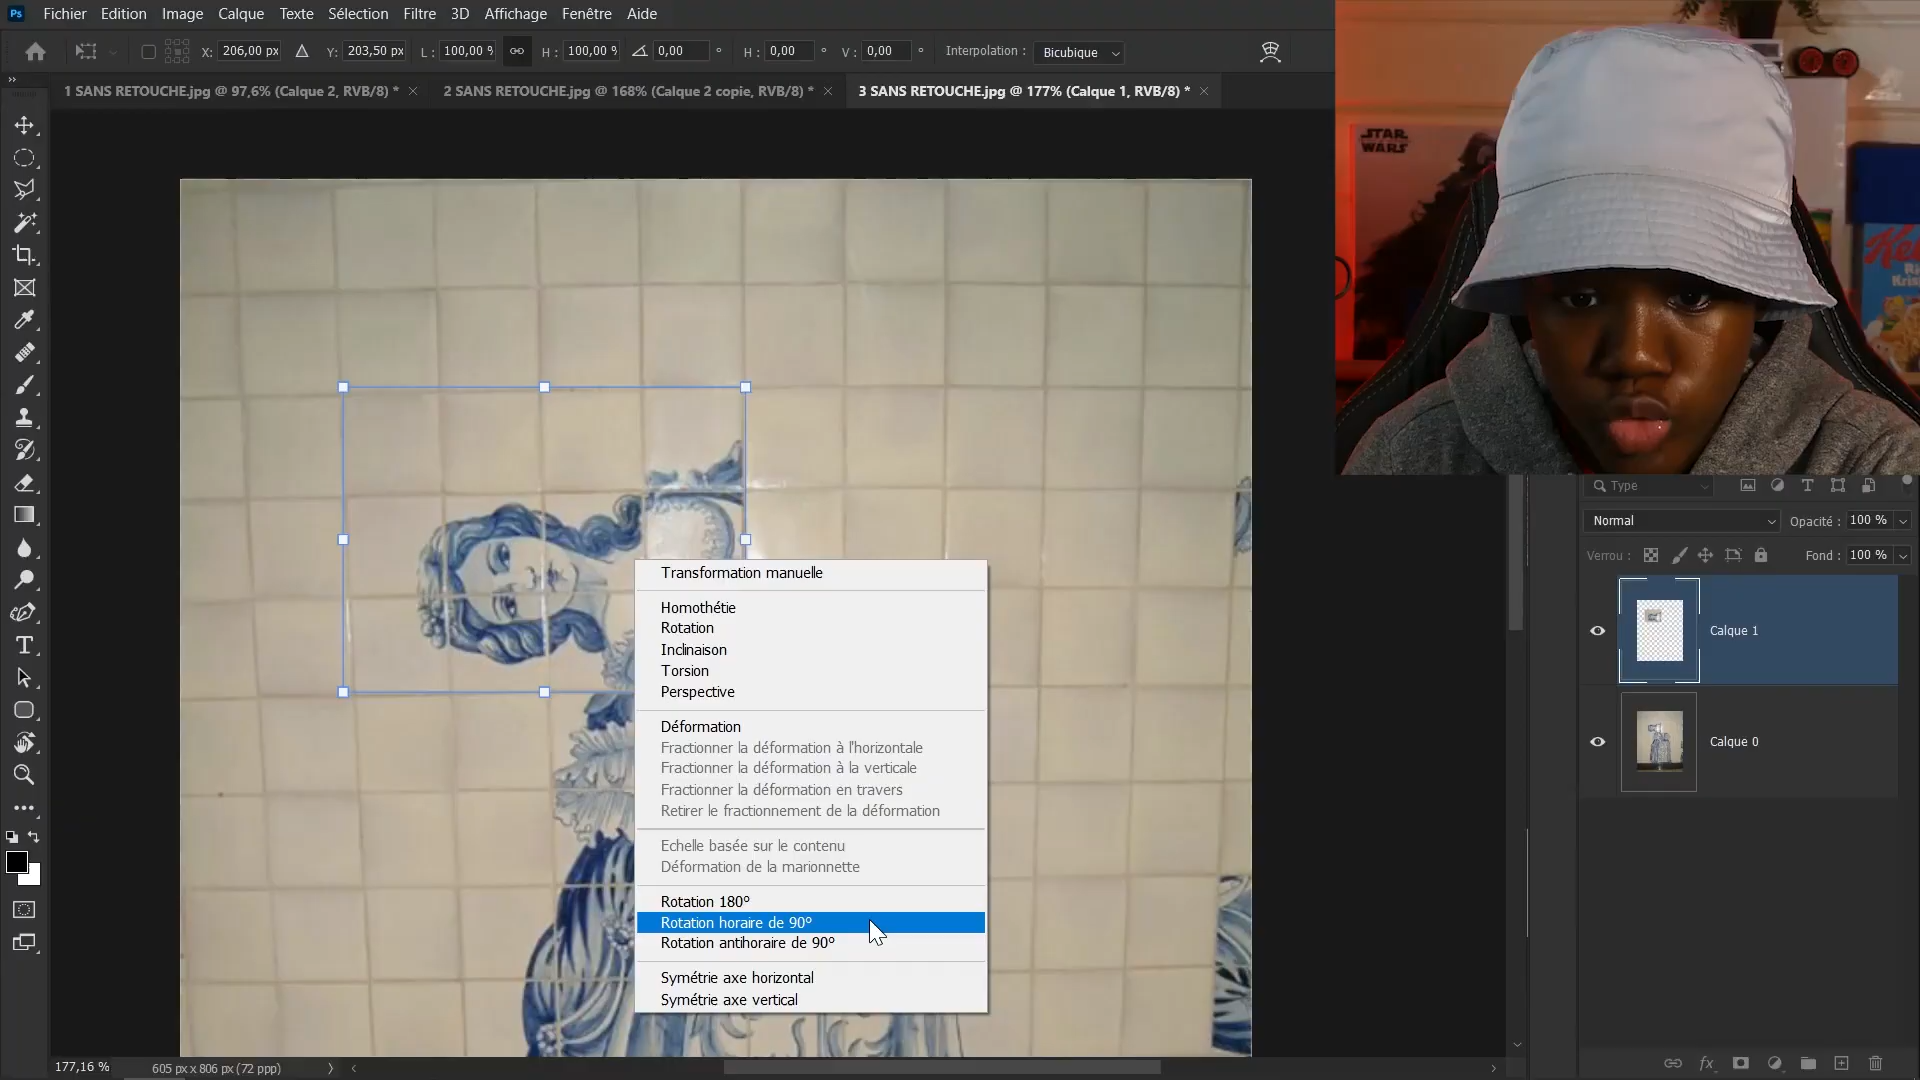 Ps Fichier Edition Image Calque Texte Sélection Filtre 3D Affichage Fenêtre Aide
X: 206,00 px Y: 203,50 px L : 100,00 % H : 100,00 % 0,00 ° H : 0,00 ° V : 0,00 ° Interpolation : Bicubique
1 SANS RETOUCHE.jpg @ 97,6% (Calque 2, RVB/8) * 2 SANS RETOUCHE.jpg @ 168% (Calque 2 copie, RVB/8) * 3 SANS RETOUCHE.jpg @ 177% (Calque 1, RVB/8) *
STAR
WARS
Type
Normal Opacité : 100 %
Verrou : Fond : 100 %
Calque 1
Calque 0
Transformation manuelle
Homothétie
Rotation
Inclinaison
Torsion
Perspective
Déformation
Fractionner la déformation à l'horizontale
Fractionner la déformation à la verticale
Fractionner la déformation en travers
Retirer le fractionnement de la déformation
Echelle basée sur le contenu
Déformation de la marionnette
Rotation 180°
Rotation horaire de 90°
Rotation antihoraire de 90°
Symétrie axe horizontal
Symétrie axe vertical
177,16 % 605 px x 806 px (72 ppp)
fx